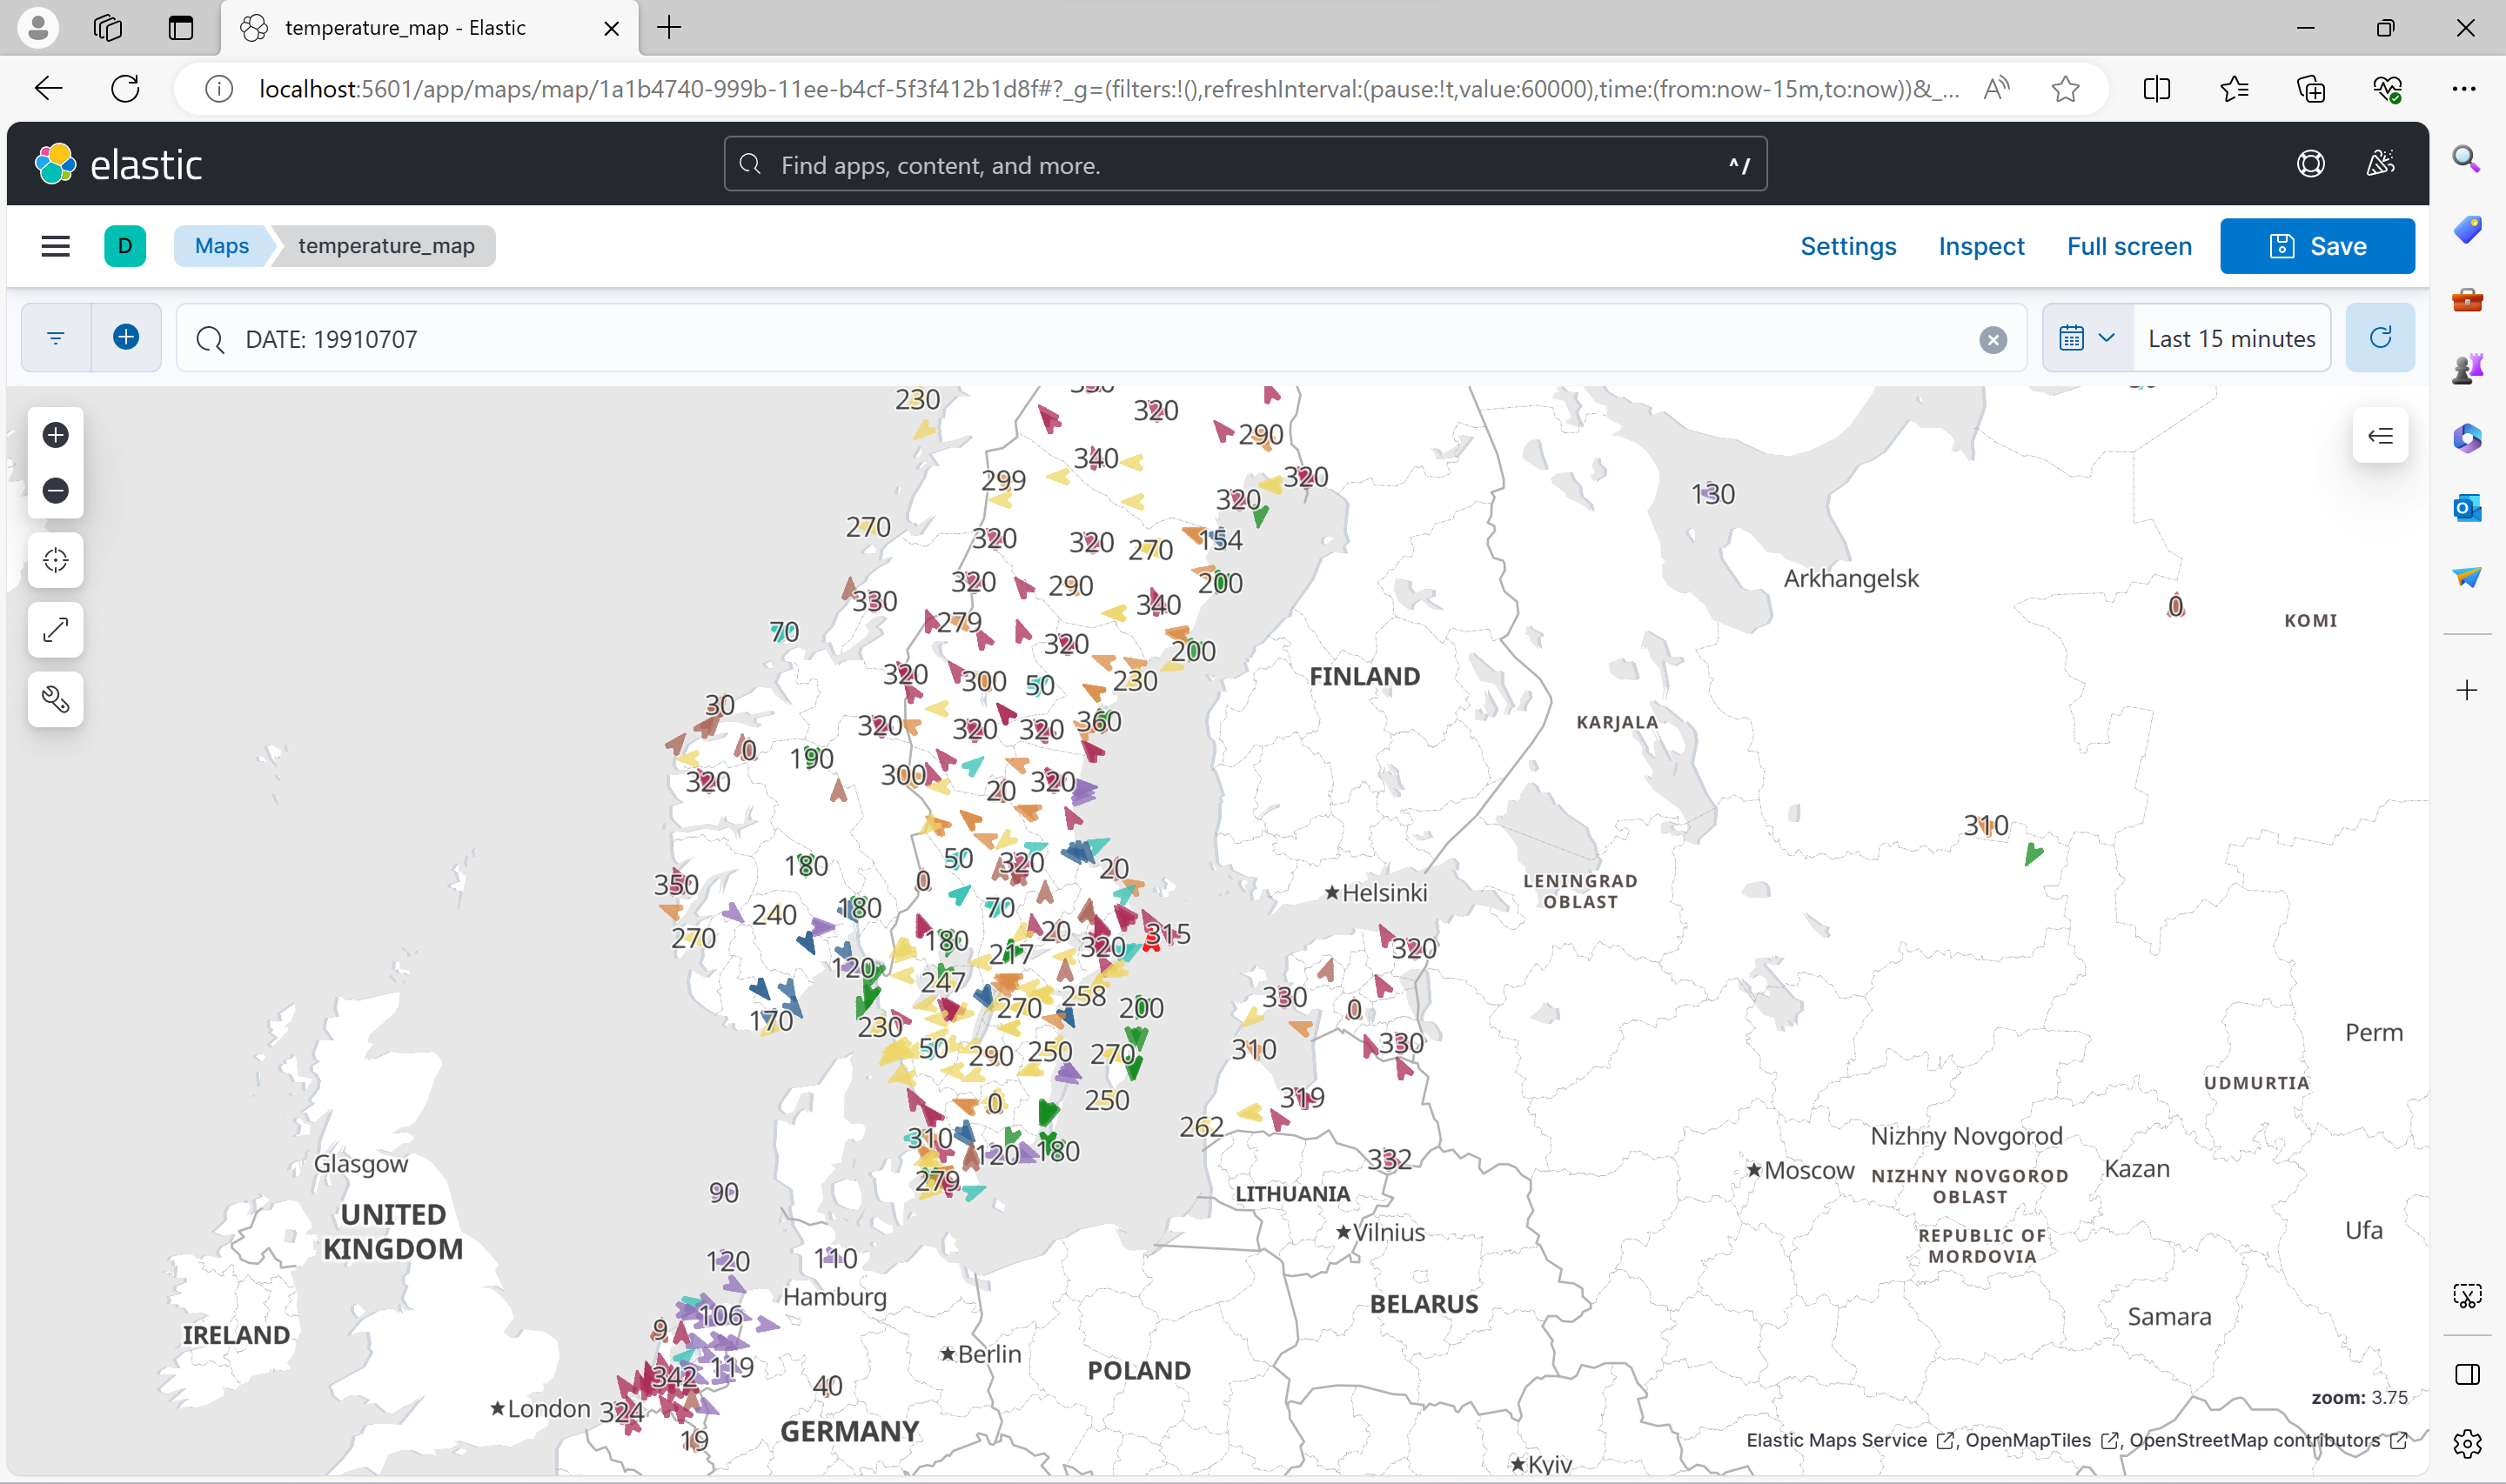 temperature_map - Elastic
localhost:5601/app/maps/map/1a1b4740-999b-11ee-b4cf-5f3f412b1d8f#?_g=(filters:!(),refreshInterval:(pause:!t,value:60000),time:(from:now-15m,to:now))&_...
elastic
Find apps, content, and more.
^/
D
Maps
temperature_map
Settings
Inspect
Full screen
Save
DATE: 19910707
Last 15 minutes
230
320
290
340
299
320
320
130
270
320
320
270
154
Arkhangelsk
320
290
200
330
340
0
KOMI
279
70
320
200
FINLAND
320
300
50
230
30
320
320
320
360
KARJALA
0
190
320
300
20
320
310
180
50
320
20
350
0
LENINGRAD
OBLAST
Helsinki
240
180
70
270
180
217
20
320
315
320
120
247
270
258
200
330
0
170
230
Perm
50
290
250
270
310
330
UDMURTIA
0
250
319
262
310
120
180
Nizhny Novgorod
332
Glasgow
Moscow
NIZHNY NOVGOROD
OBLAST
Kazan
279
90
LITHUANIA
UNITED
KINGDOM
Vilnius
REPUBLIC OF
MORDOVIA
Ufa
120
110
Hamburg
BELARUS
106
Samara
9
IRELAND
Berlin
119
342
40
POLAND
zoom: 3.75
London
324
19
GERMANY
Elastic Maps Service , OpenMapTiles , OpenStreetMap contributors
Kyiv